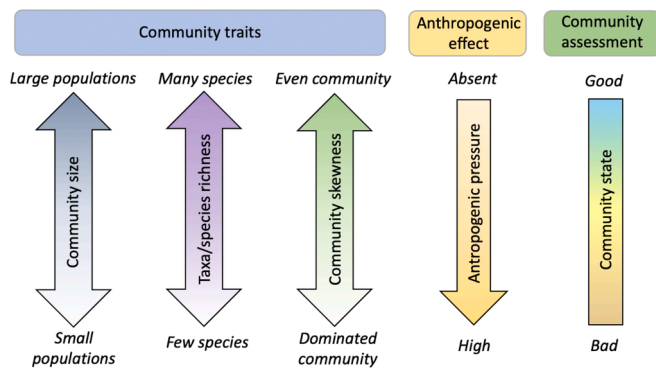 Community traits
Anthropogenic
effect
Community
assessment
Large populations
Many species
Even community
Absent
Good
Community size
Taxa/species richness
Community skewness
Antropogenic pressure
Community state
Small
populations
Few species
Dominated
community
High
Bad